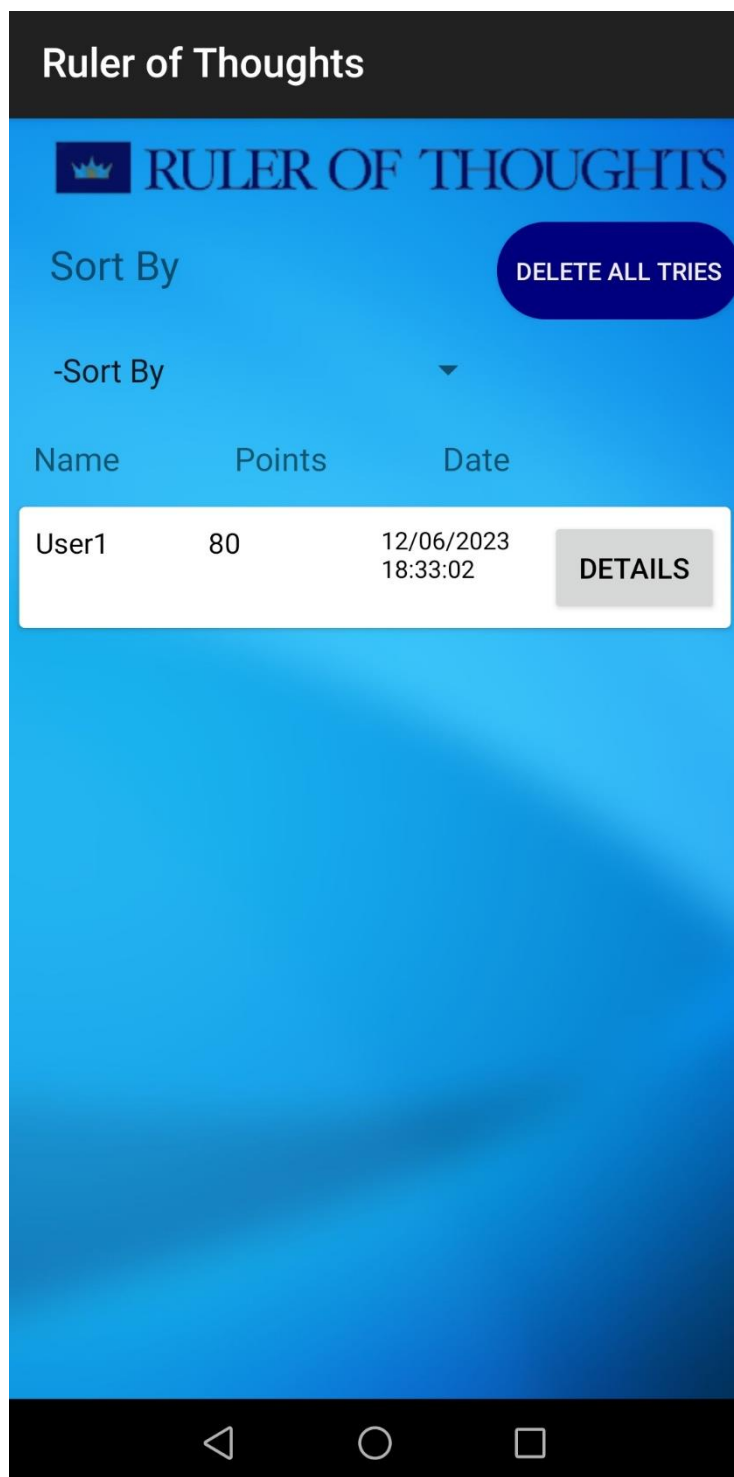 Ruler of Thoughts
RULER OF THOUGHTS
Sort By
DELETE ALL TRIES
-Sort By
Name Points Date
User1 80 12/06/2023
18:33:02
DETAILS